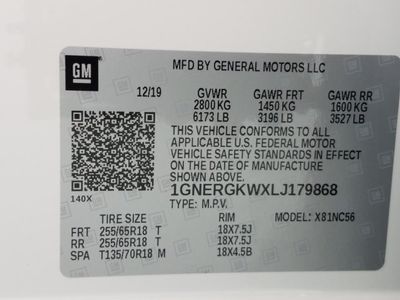 GM
MFD BY GENERAL MOTORS LLC
12/19 GVWR GAWR FRT GAWR RR
2800 KG 1450 KG 1600 KG
6173 LB 3196 LB 3527 LB
THIS VEHICLE CONFORMS TO ALL
APPLICABLE U.S. FEDERAL MOTOR
VEHICLE SAFETY STANDARDS IN EFFECT
ON THE DATE OF MANUFACTURE
SHOWN ABOVE.
1GNERGKWXLJ179868
140X TYPE: M.P.V.
TIRE SIZE RIM MODEL: X81NC56
FRT 255/65R18 T 18X7.5J
RR 255/65R18 T 18X7.5J
SPA T135/70R18 M 18X4.5B